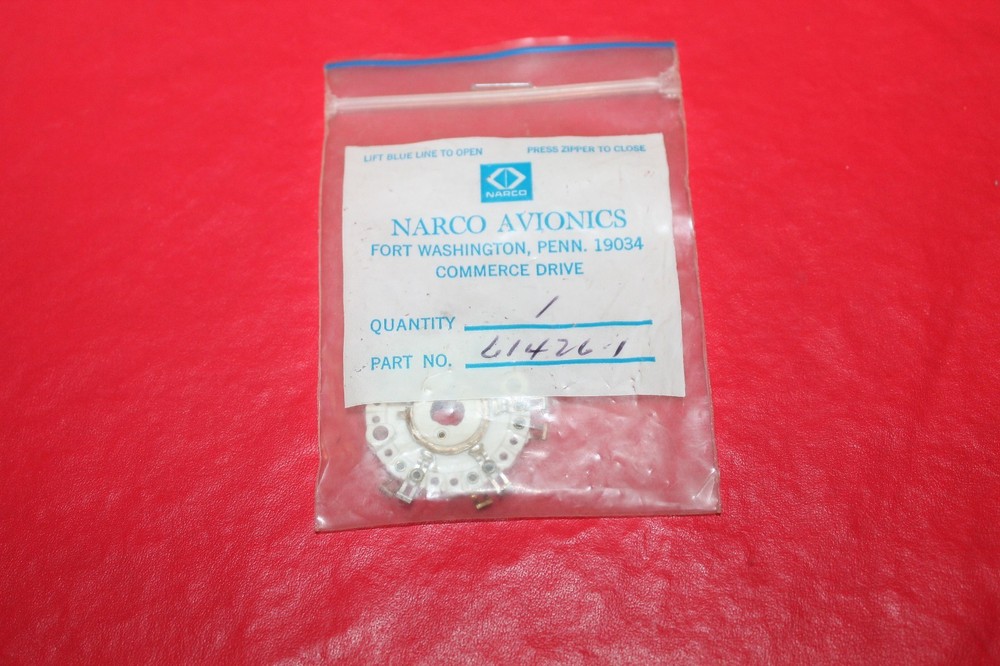 LIFT BLUE LINE TO OPEN PRESS ZIPPER TO CLOSE
NARCO
NARCO AVIONICS
FORT WASHINGTON, PENN. 19034
COMMERCE DRIVE
QUANTITY 1
PART NO. 61426-1